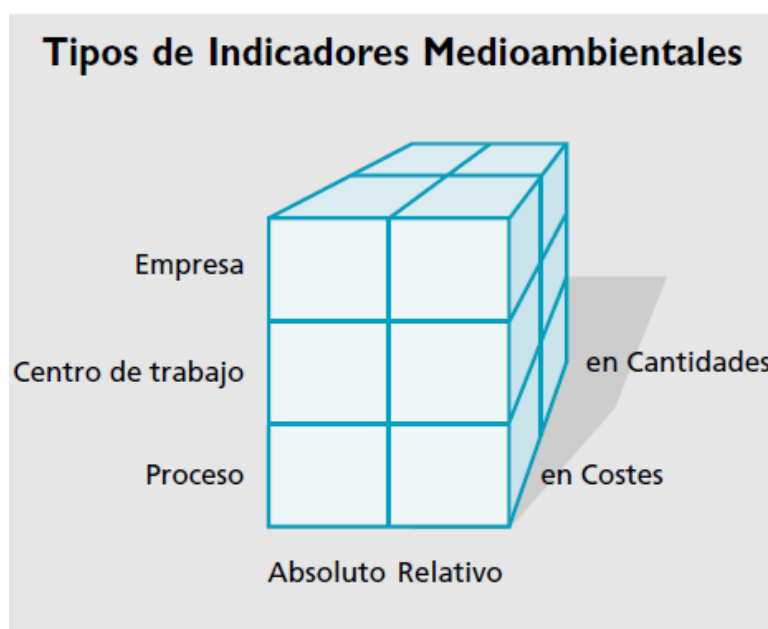 Tipos de Indicadores Medioambientales
Empresa
Centro de trabajo
en Cantidades
Proceso
en Costes
Absoluto Relativo